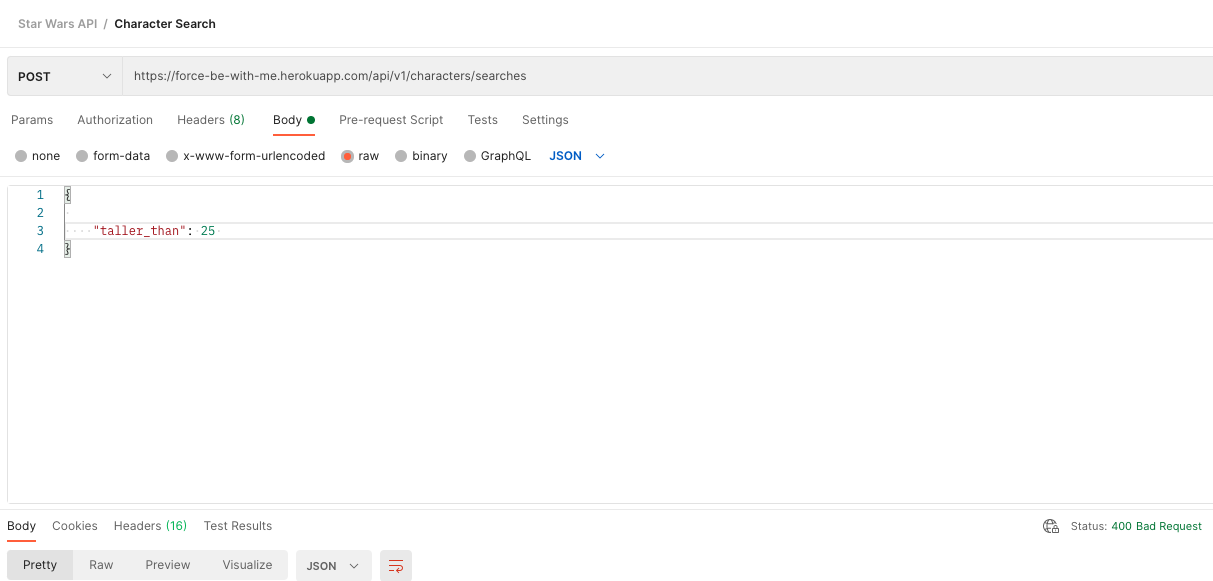 Star Wars API / Character Search
POST https://force-be-with-me.herokuapp.com/api/v1/characters/searches
Params Authorization Headers (8) Body Pre-request Script Tests Settings
none form-data x-www-form-urlencoded raw binary GraphQL JSON
1 {
2
3 "taller_than": 25
4 }
Body Cookies Headers (16) Test Results Status: 400 Bad Request
Pretty Raw Preview Visualize JSON